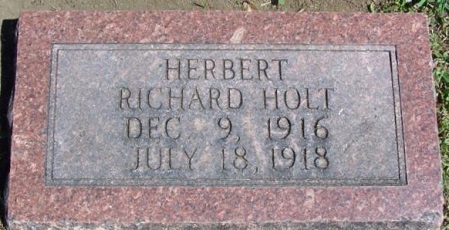 HERBERT
RICHARD HOLT
DEC 9, 1916
JULY 18, 1918